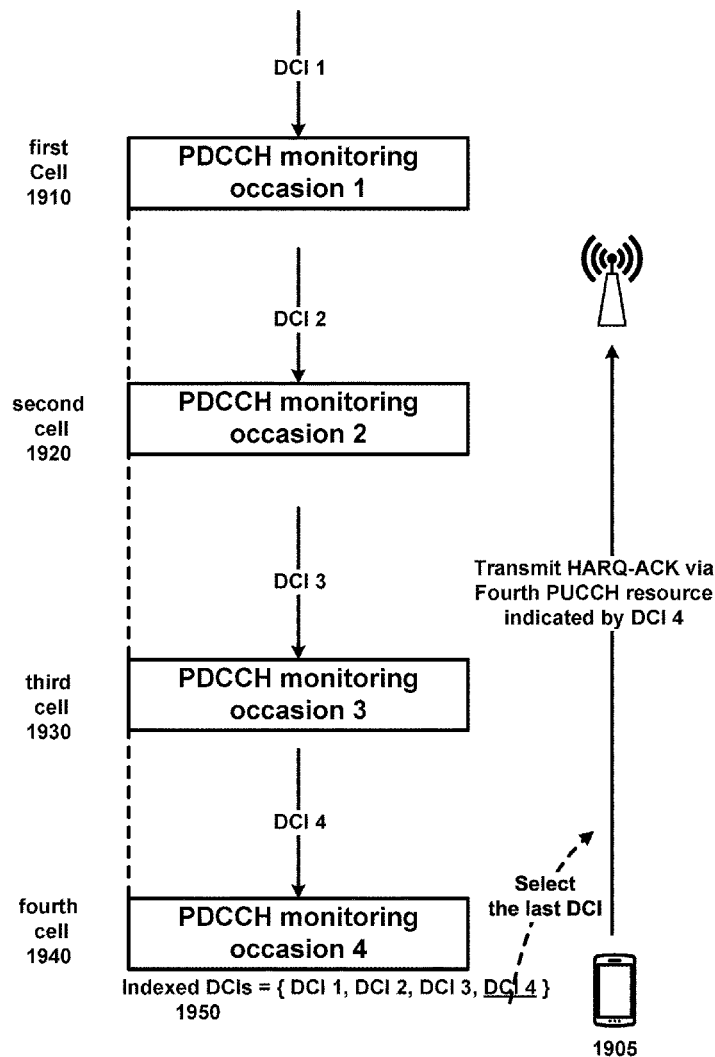 DCI 1
first
Cell
1910
PDCCH monitoring
occasion 1
DCI 2
second
cell
1920
PDCCH monitoring
occasion 2
DCI 3
Transmit HARQ-ACK via
Fourth PUCCH resource
indicated by DCI 4
third
cell
1930
PDCCH monitoring
occasion 3
DCI 4
Select
the last DCI
fourth
cell
1940
PDCCH monitoring
occasion 4
Indexed DCIs = { DCI 1, DCI 2, DCI 3, DCI 4 }
1950
1905